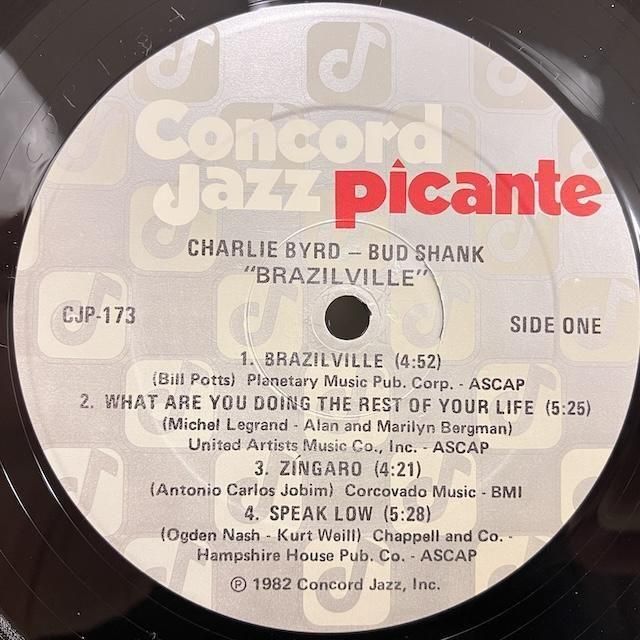 Concord
Jazz picante
CHARLIE BYRD – BUD SHANK
"BRAZILVILLE"
CJP-173
SIDE ONE
1. BRAZILVILLE (4:52)
(Bill Potts) Planetary Music Pub. Corp. - ASCAP
2. WHAT ARE YOU DOING THE REST OF YOUR LIFE (5:25)
(Michel Legrand - Alan and Marilyn Bergman)
United Artists Music Co., Inc. - ASCAP
3. ZÍNGARO (4:21)
(Antonio Carlos Jobim) Corcovado Music - BMI
4. SPEAK LOW (5:28)
(Ogden Nash - Kurt Weill) Chappell and Co. -
Hampshire House Pub. Co. - ASCAP
℗ 1982 Concord Jazz, Inc.